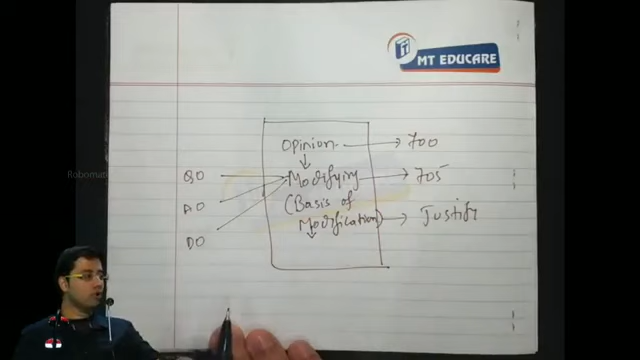 MT EDUCARE
Opinion → 700
↓
QO Modifying → 705
AO (Basis of
Modification) → Justify
DO ↓